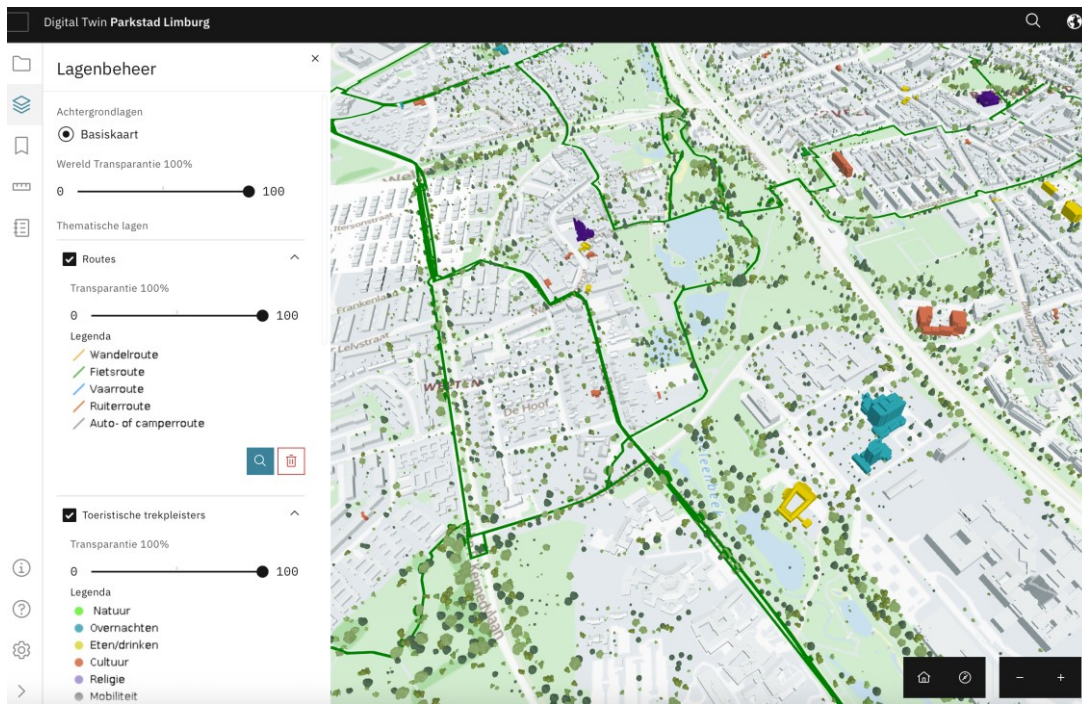 Digital Twin Parkstad Limburg
Lagenbeheer
Achtergrondlagen
Basiskaart
Wereld Transparantie 100%
0 100
Thematische lagen
Routes
Transparantie 100%
0 100
Legenda
Wandelroute
Fietsroute
Vaarroute
Ruiterroute
Auto- of camperroute
Toeristische trekpleisters
Transparantie 100%
0 100
Legenda
Natuur
Overnachten
Eten/drinken
Cultuur
Religie
Mobiliteit
Frankenlaan
Lelystraat
WELTEN
De Hoof